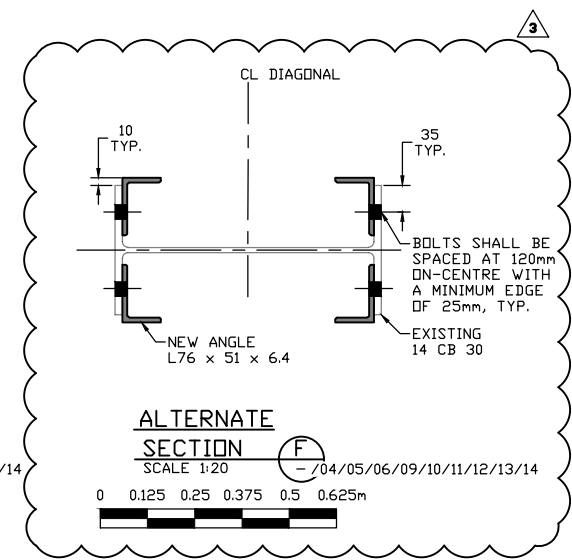 3
CL DIAGONAL
10
TYP.
35
TYP.
BOLTS SHALL BE
SPACED AT 120mm
ON-CENTRE WITH
A MINIMUM EDGE
OF 25mm, TYP.
NEW ANGLE
L76 x 51 x 6.4
EXISTING
14 CB 30
ALTERNATE
SECTION
F
SCALE 1:20
- /04/05/06/09/10/11/12/13/14
/14
0 0.125 0.25 0.375 0.5 0.625m